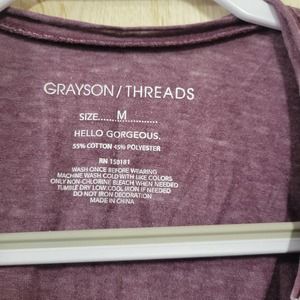 GRAYSON/THREADS
SIZE......M............
HELLO GORGEOUS.
55% COTTON 45% POLYESTER
RN 158181
WASH ONCE BEFORE WEARING
MACHINE WASH COLD WITH LIKE COLORS
ONLY NON-CHLORINE BLEACH WHEN NEEDED
TUMBLE DRY LOW, COOL IRON IF NEEDED
DO NOT IRON DECORATION
MADE IN CHINA